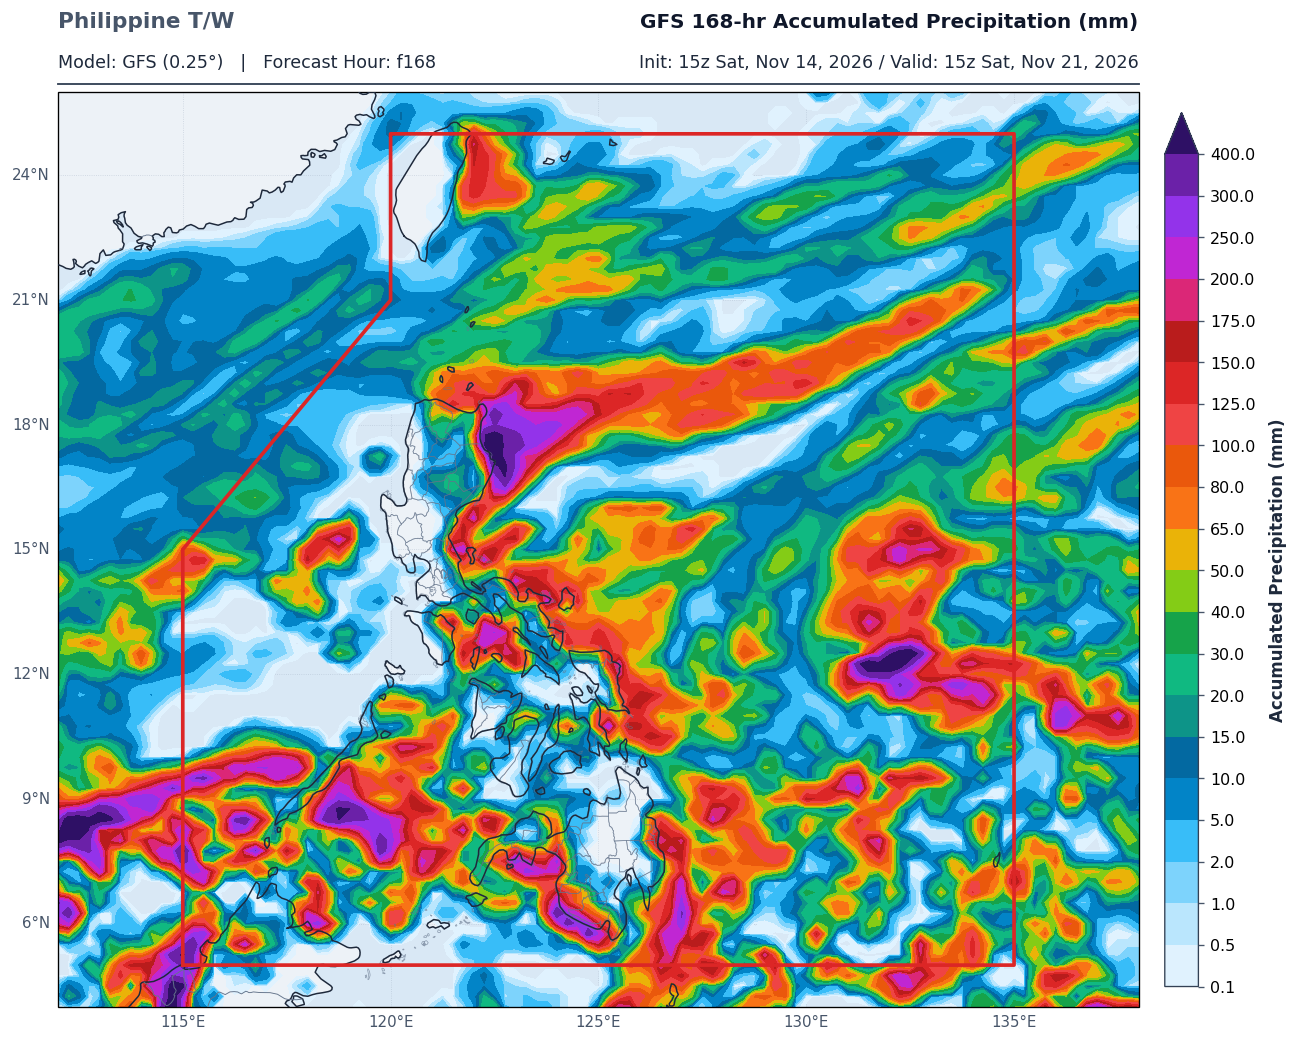 Philippine T/W
GFS 168-hr Accumulated Precipitation (mm)
Model: GFS (0.25°)   |   Forecast Hour: f168
Init: 15z Sat, Nov 14, 2026 / Valid: 15z Sat, Nov 21, 2026
24°N
21°N
18°N
15°N
12°N
9°N
6°N
115°E
120°E
125°E
130°E
135°E
400.0
300.0
250.0
200.0
175.0
150.0
125.0
100.0
80.0
65.0
50.0
40.0
30.0
20.0
15.0
10.0
5.0
2.0
1.0
0.5
0.1
Accumulated Precipitation (mm)